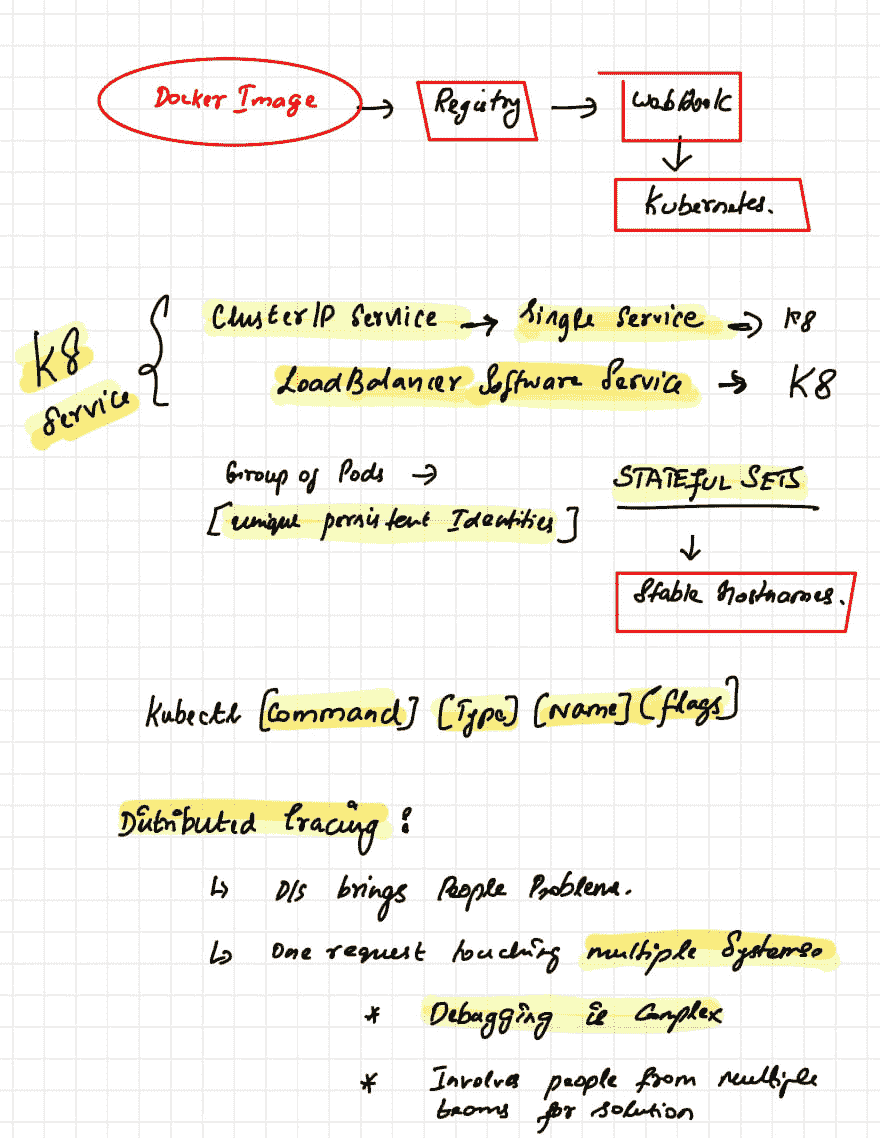 Docker Image → Registry → WebHook
↓
Kubernetes.
K8 Service
ClusterIP Service → Single Service → K8
LoadBalancer Software Service → K8
Group of Pods →
[unique persistent Identities]
STATEFUL SETS
↓
Stable Hostnames.
Kubectl [Command] [Type] [Name] [flags]
Distributed Tracing :
↳ D/s brings People Problems.
↳ One request touching multiple Systems.
* Debugging is Complex
* Involves people from multiple
teams for solution